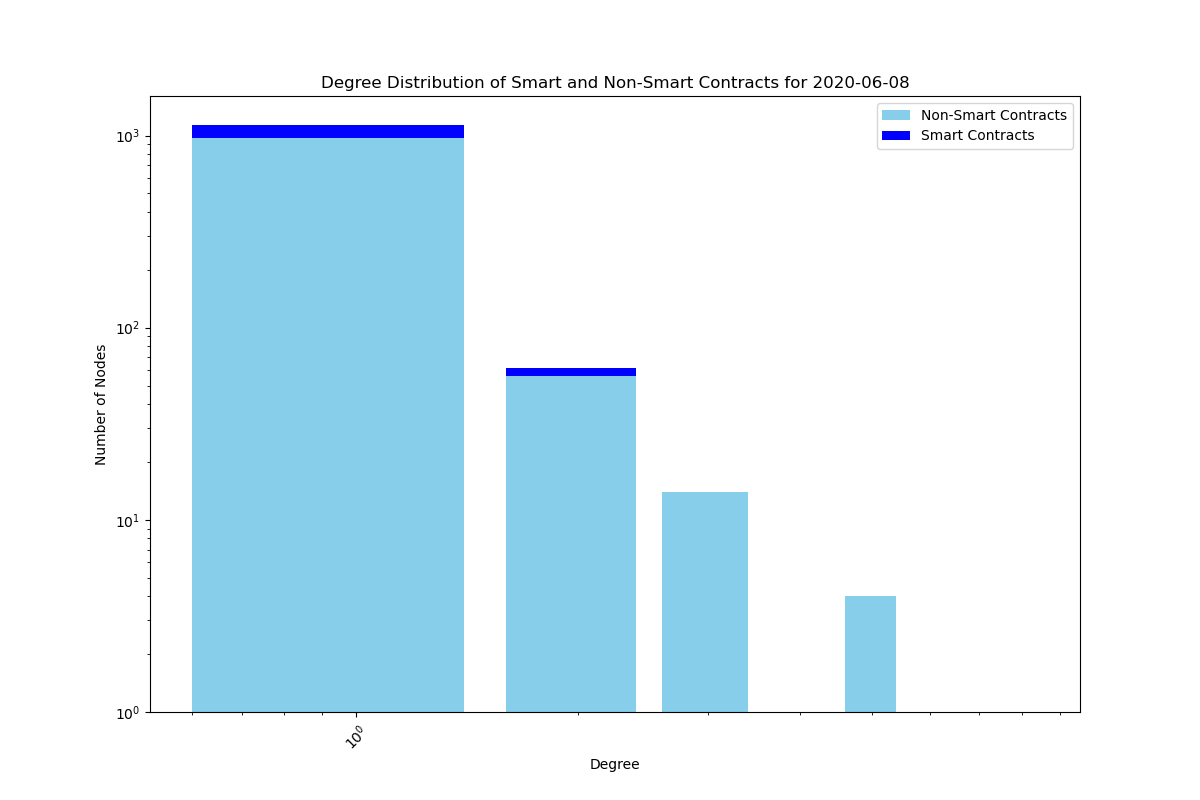 Degree Distribution of Smart and Non-Smart Contracts for 2020-06-08
Non-Smart Contracts
Smart Contracts
Number of Nodes
10³
10²
10¹
10⁰
10⁰
Degree